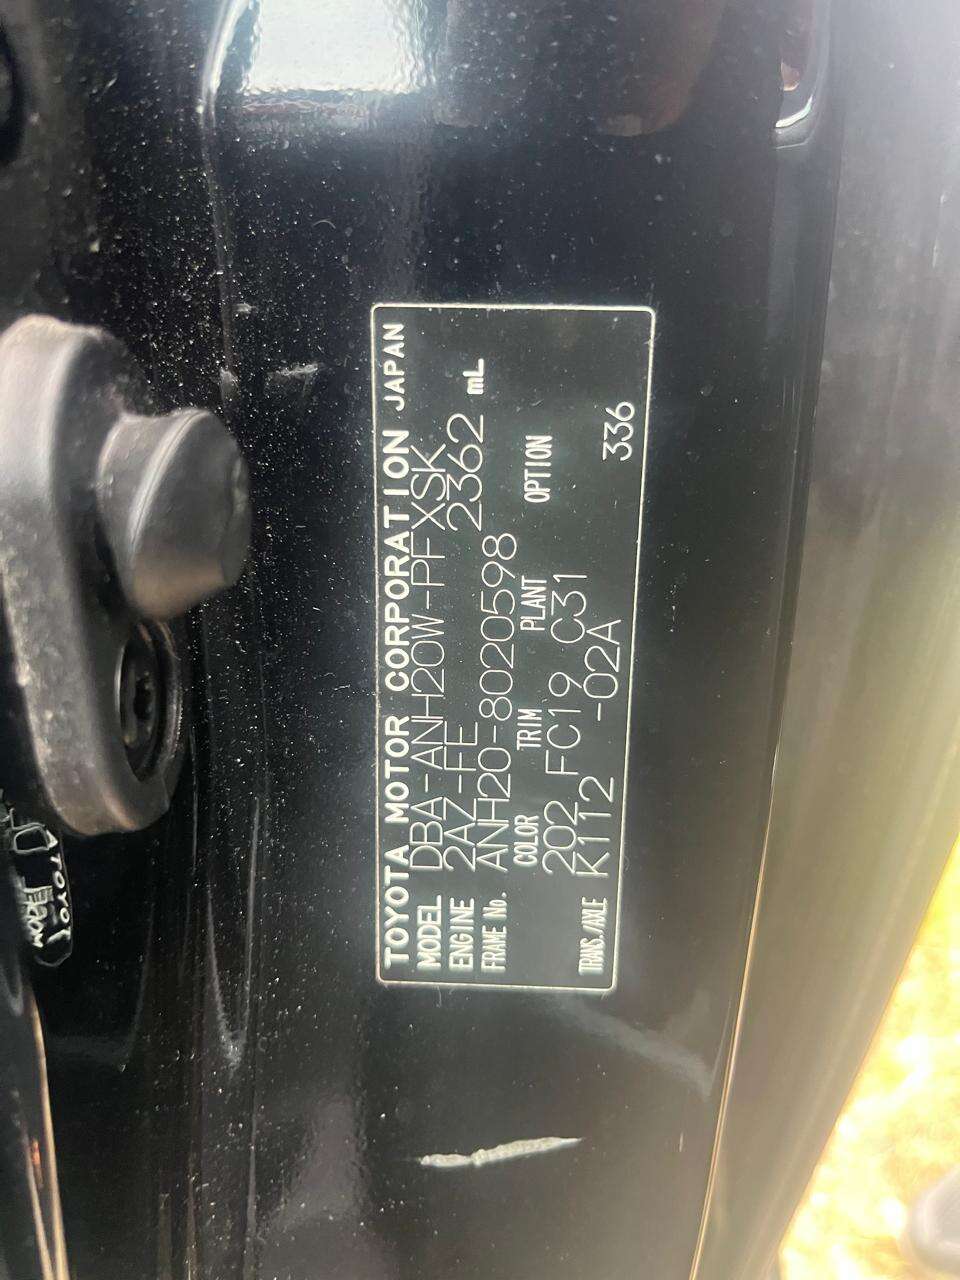 TOYOTA MOTOR CORPORATION JAPAN
MODEL DBA-ANH20W-PFXSK
ENGINE 2AZ-FE 2362 mL
FRAME No. ANH20-8020598
COLOR TRIM PLANT OPTION
202 FC19 C31
TRANS./AXLE K112 -02A 336
TOYOT